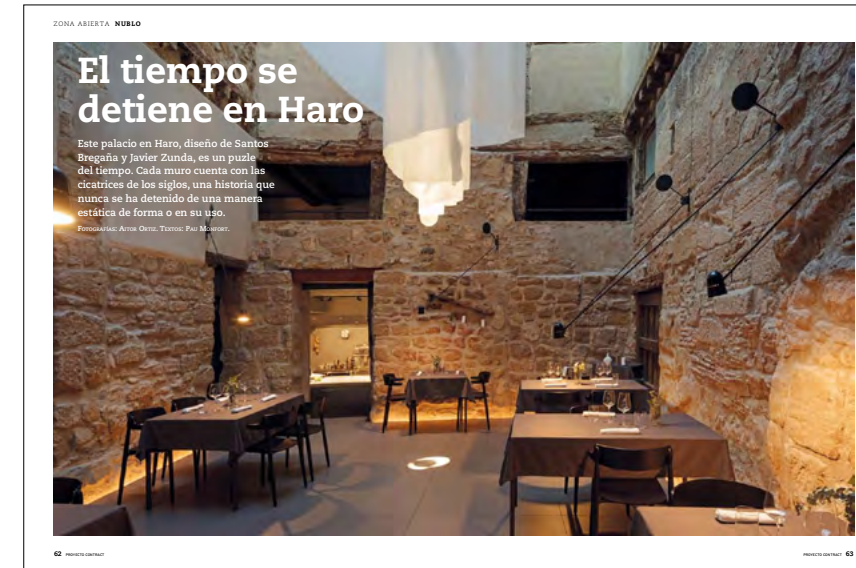 ZONA ABIERTA NUBLO
El tiempo se
detiene en Haro
Este palacio en Haro, diseño de Santos
Bregaña y Javier Zunda, es un puzle
del tiempo. Cada muro cuenta con las
cicatrices de los siglos, una historia que
nunca se ha detenido de una manera
estática de forma o en su uso.
Fotografías: Aitor Ortiz. Textos: Pau Monfort.
62 PROYECTO CONTRACT
PROYECTO CONTRACT 63